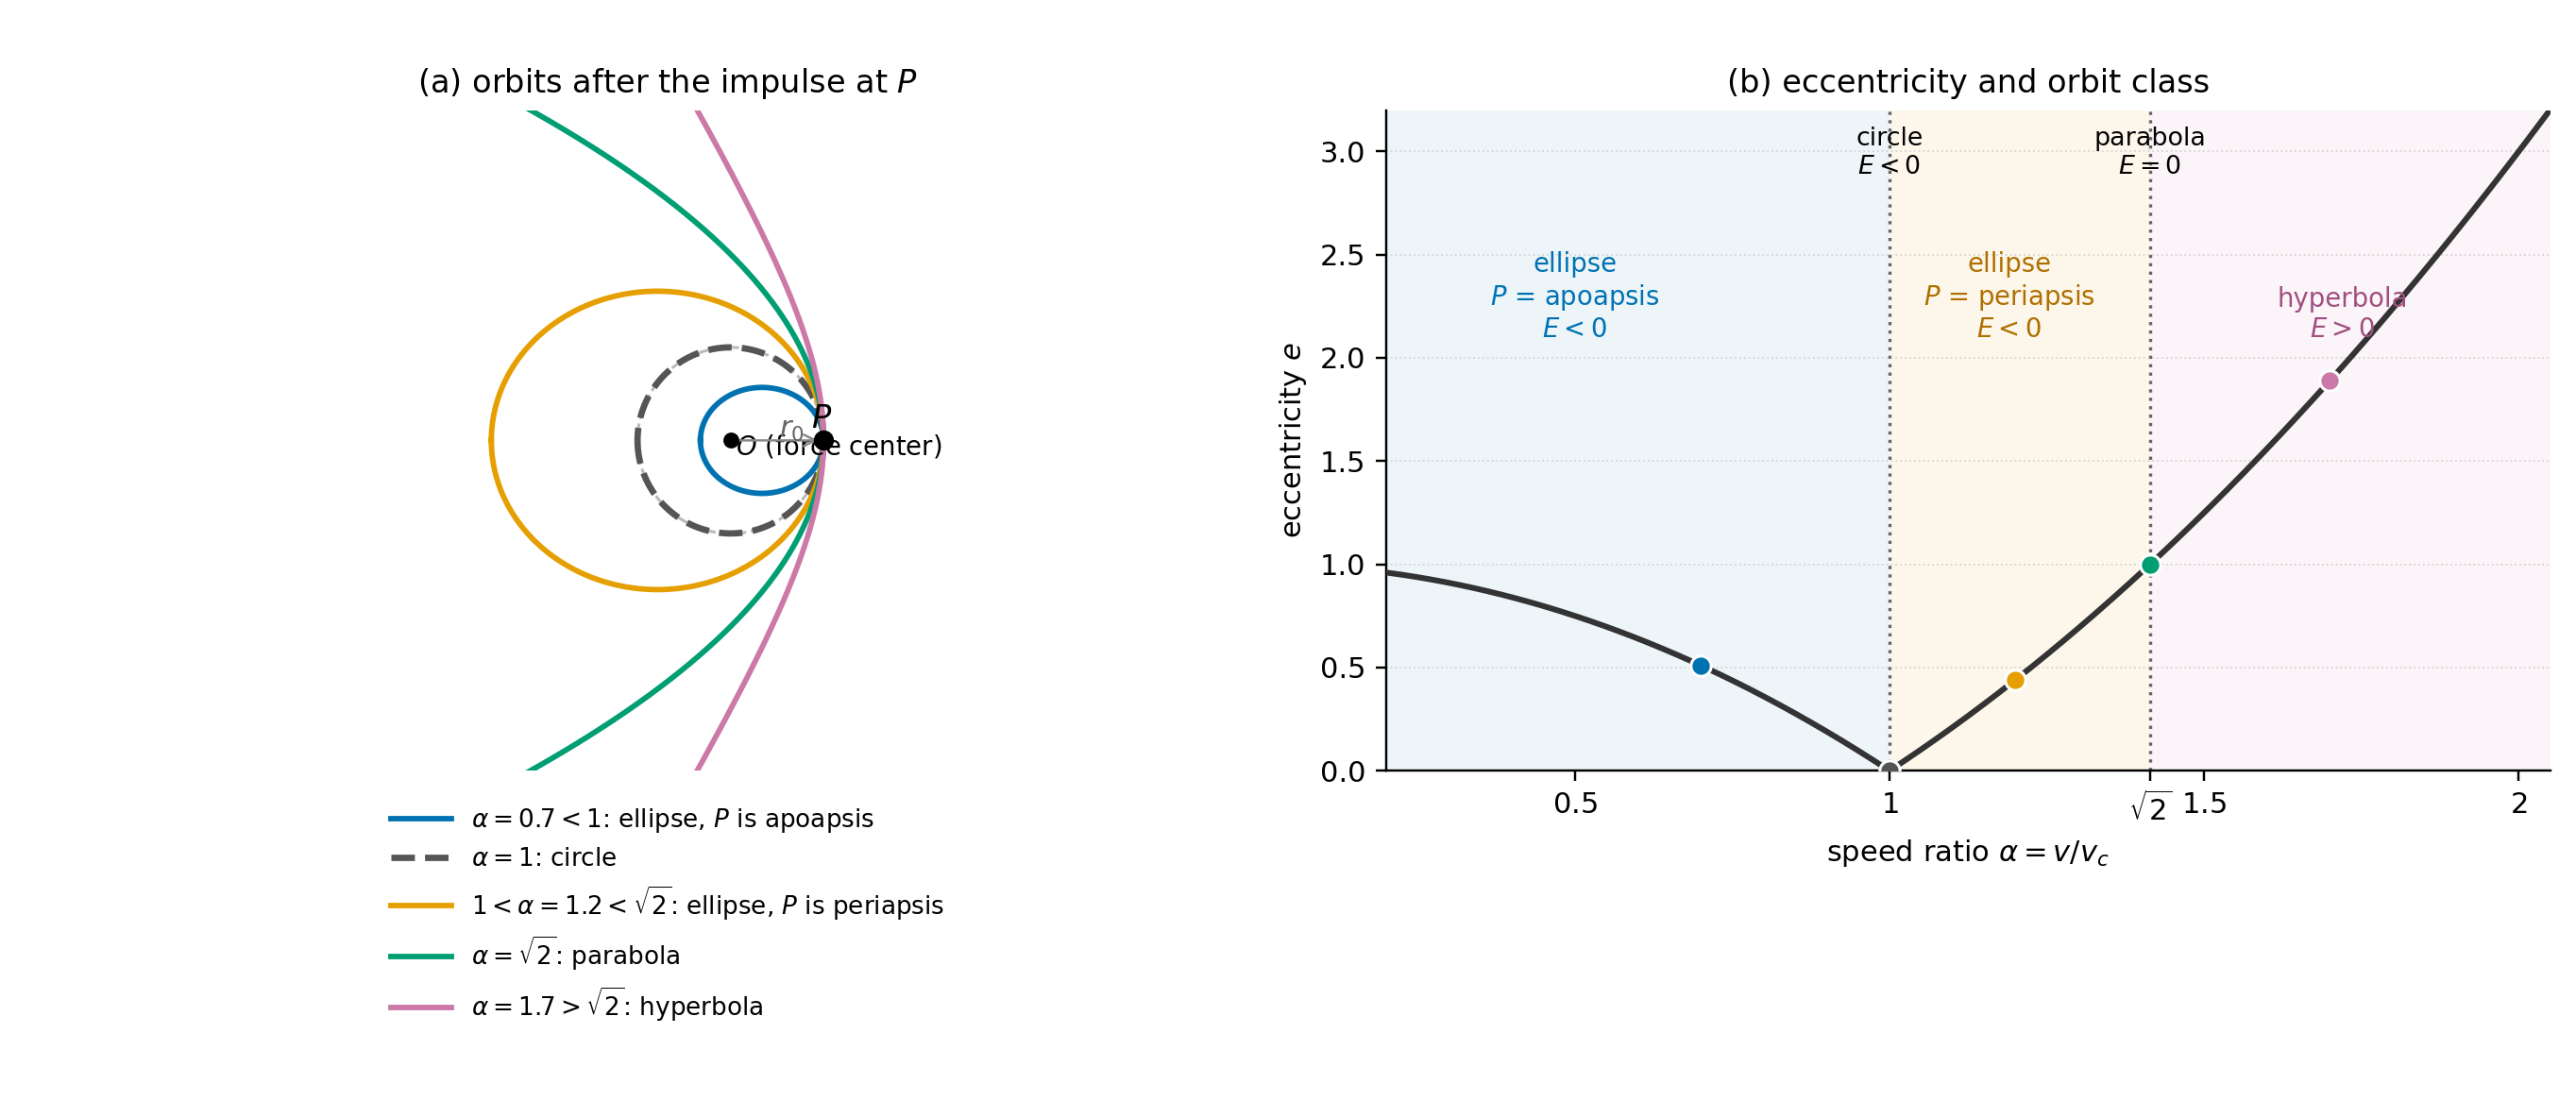 (a) orbits after the impulse at P
P
r₀
O (force center)
α = 0.7 < 1: ellipse, P is apoapsis
α = 1: circle
1 < α = 1.2 < √2: ellipse, P is periapsis
α = √2: parabola
α = 1.7 > √2: hyperbola
(b) eccentricity and orbit class
circle
E < 0
parabola
E = 0
ellipse
P = apoapsis
E < 0
ellipse
P = periapsis
E < 0
hyperbola
E > 0
eccentricity e
3.0
2.5
2.0
1.5
1.0
0.5
0.0
0.5 1 √2 1.5 2
speed ratio α = v/v_c